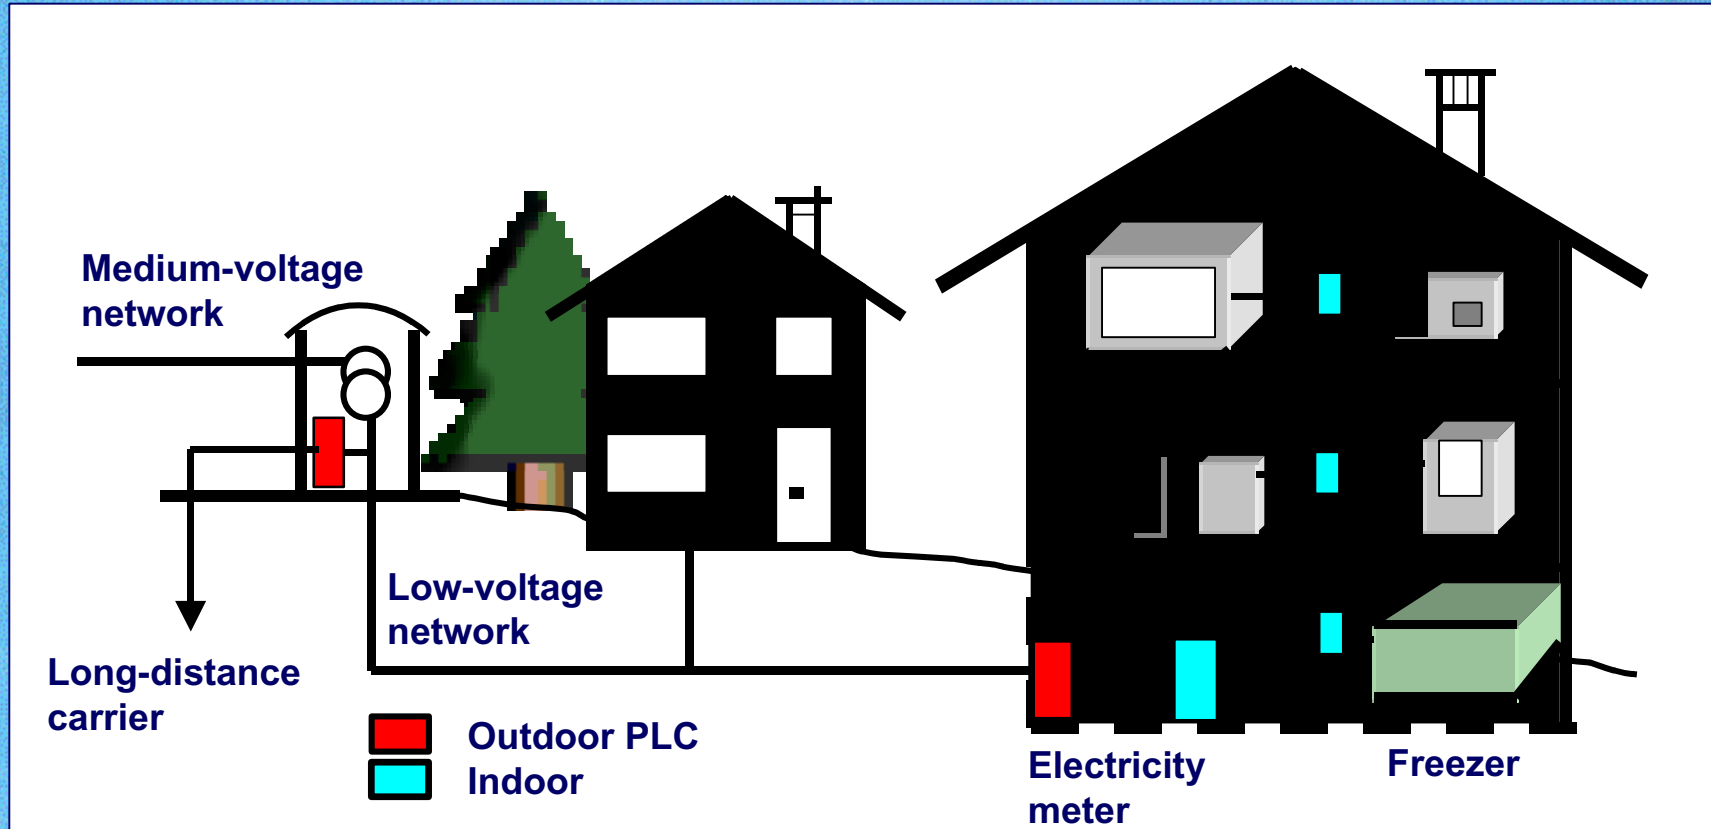 Medium-voltage
network
Low-voltage
network
Long-distance
carrier
Outdoor PLC
Indoor
Electricity
meter
Freezer